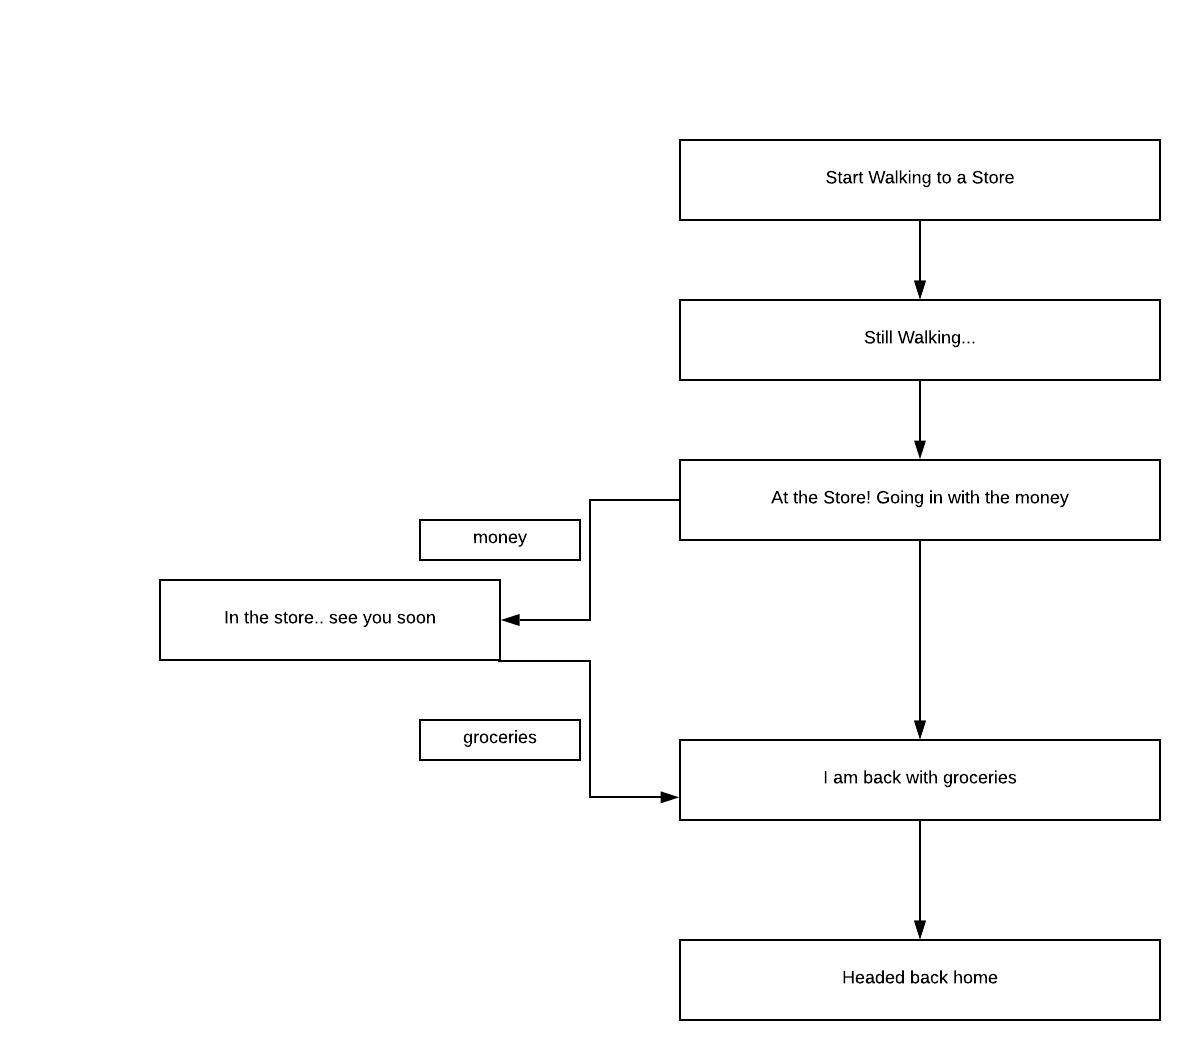 Start Walking to a Store
Still Walking...
At the Store! Going in with the money
money
In the store.. see you soon
groceries
I am back with groceries
Headed back home